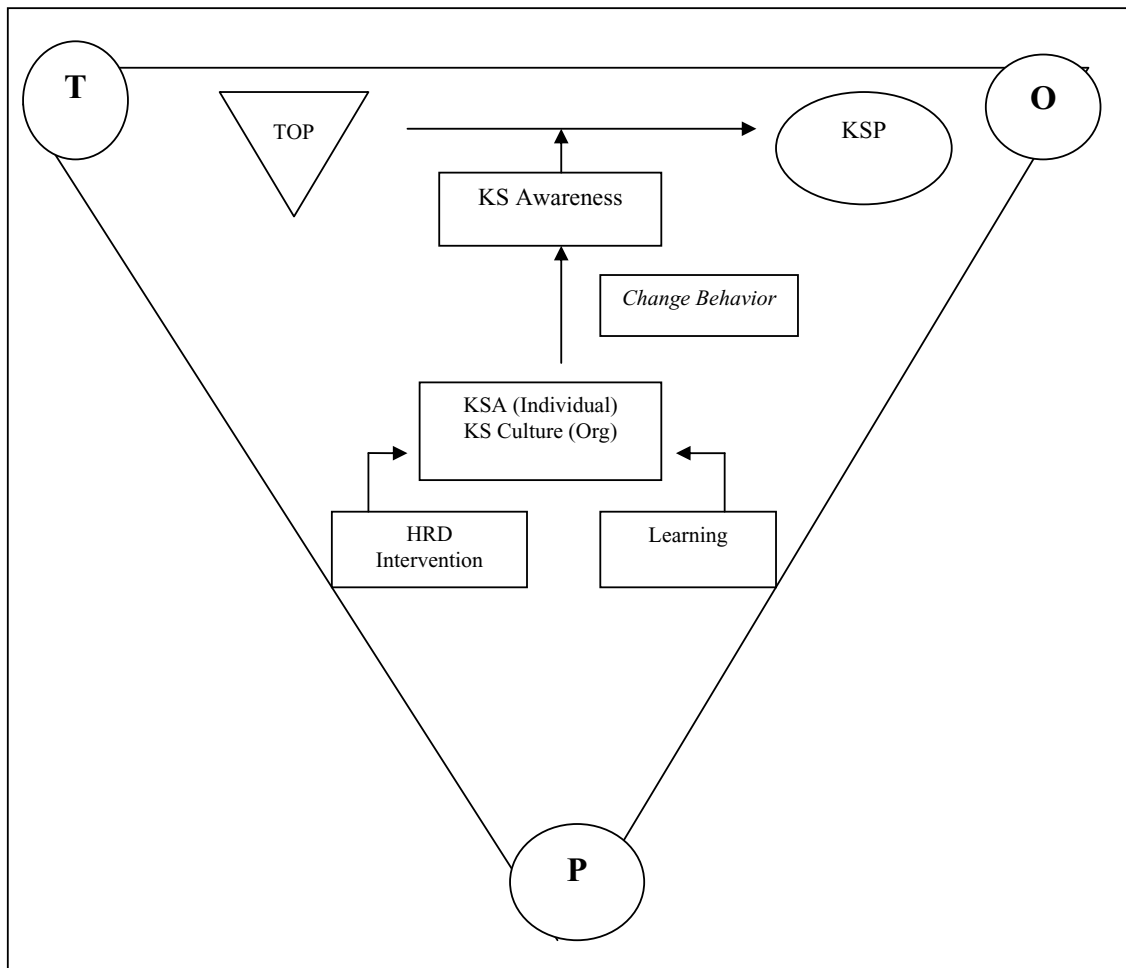 T
O
TOP
KSP
KS Awareness
Change Behavior
KSA (Individual)
KS Culture (Org)
HRD
Intervention
Learning
P